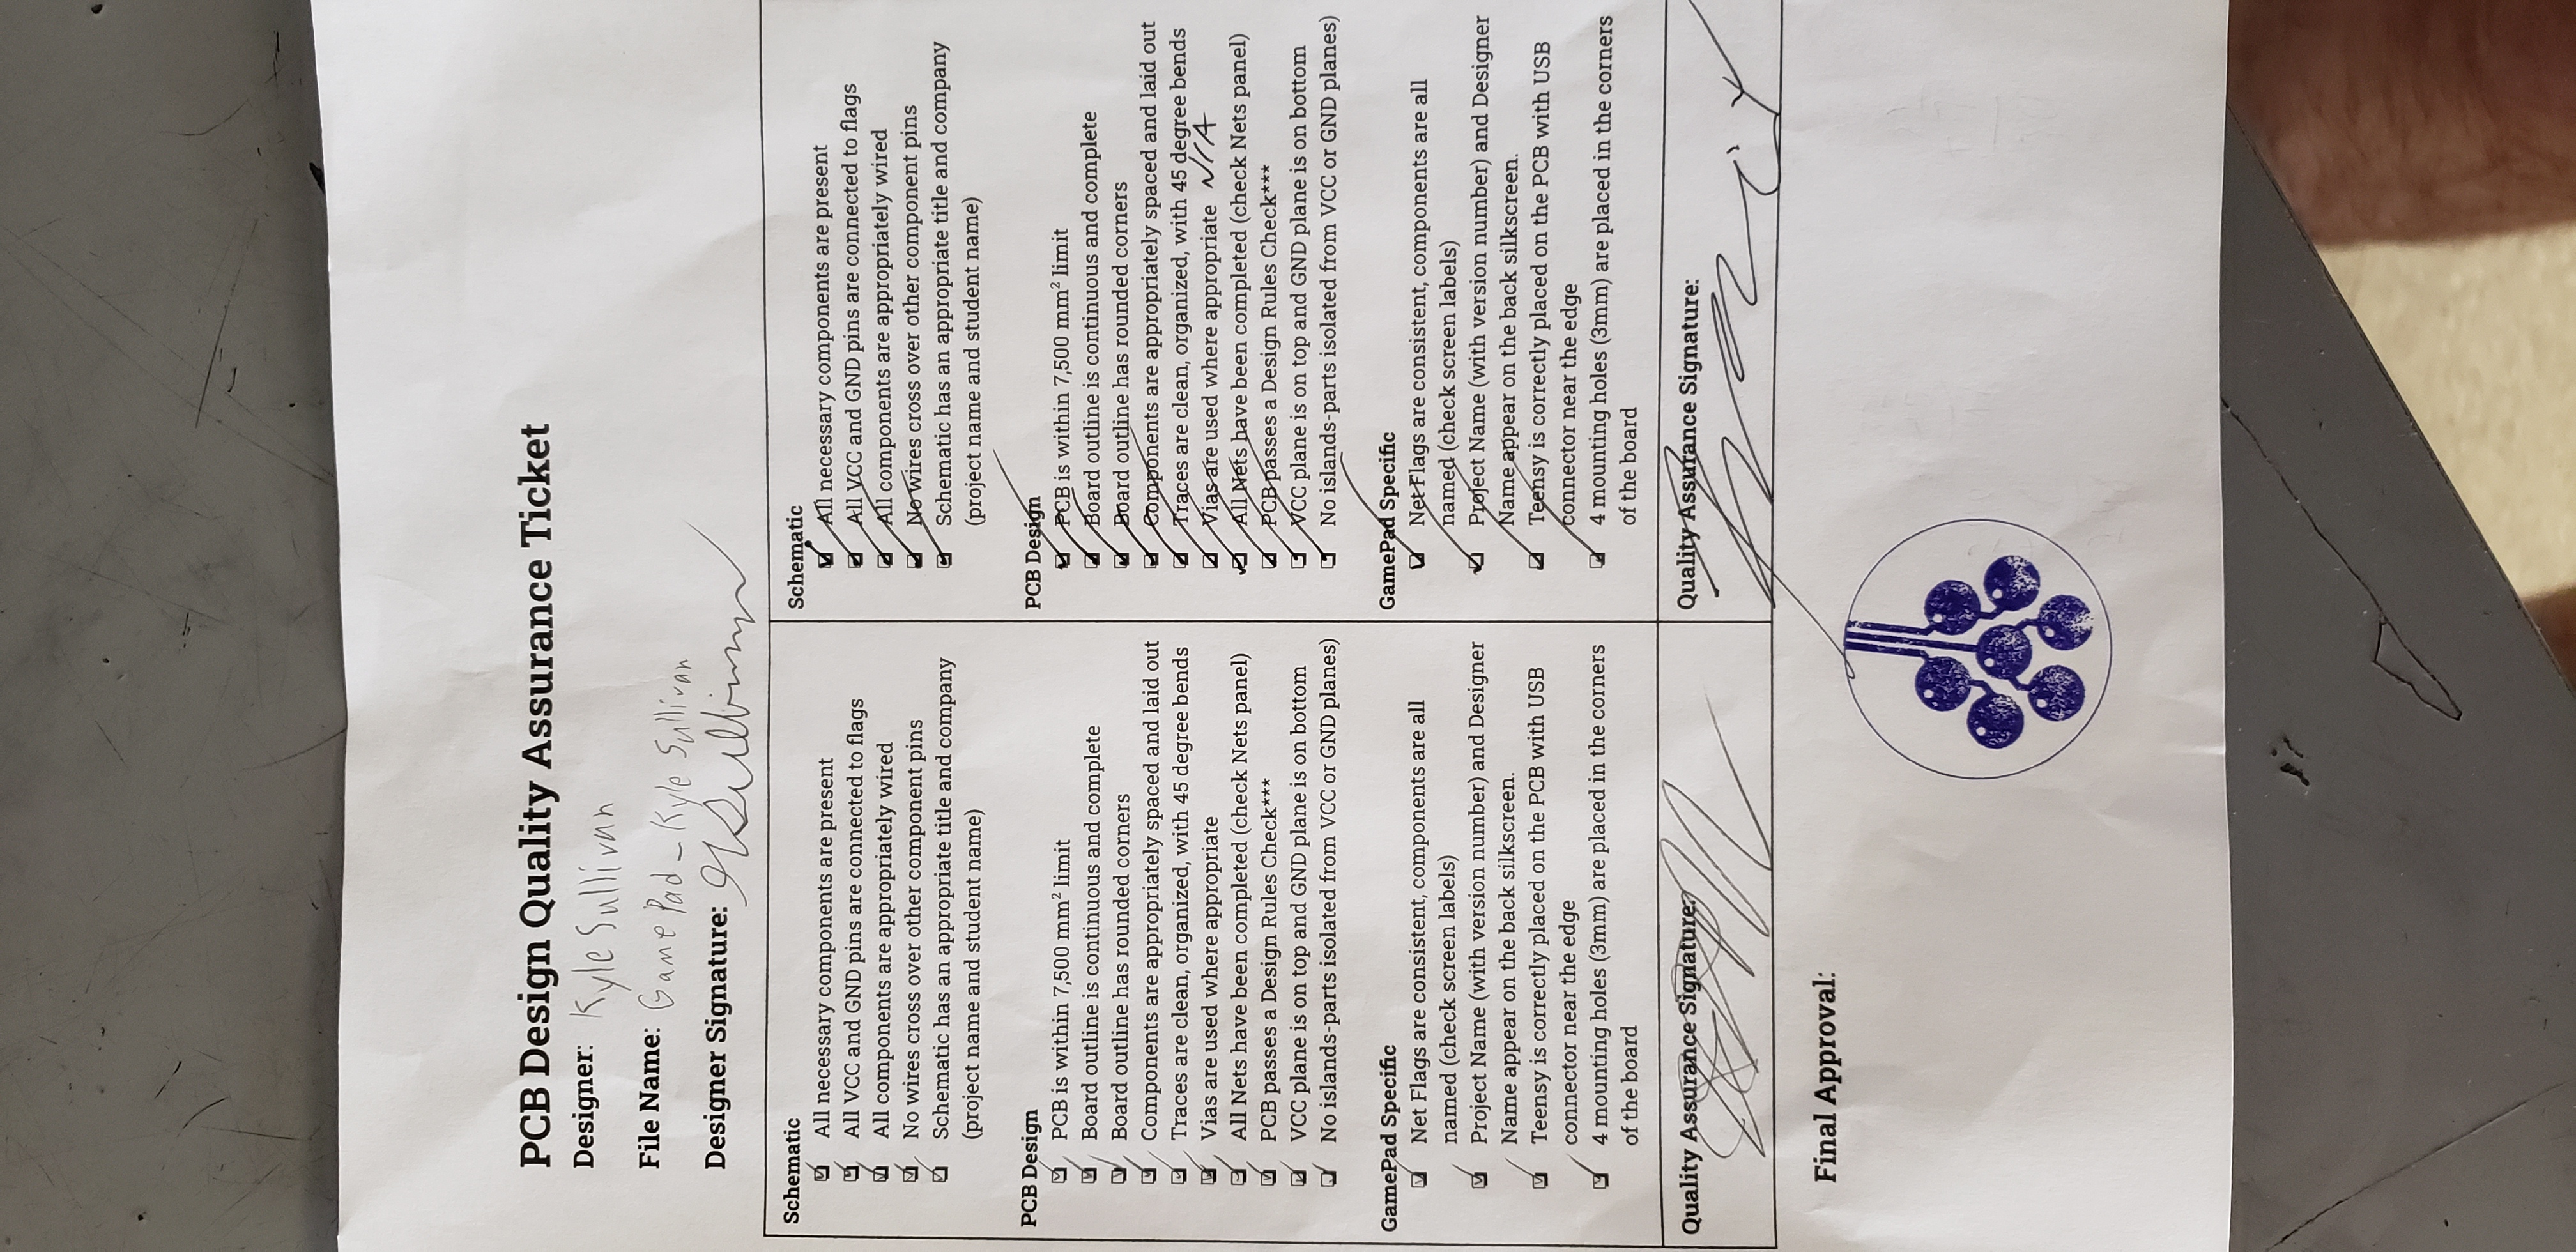 PCB Design Quality Assurance Ticket
Designer: Kyle Sullivan
File Name: GamePad - Kyle Sullivan
Designer Signature:
Schematic
All necessary components are present
All VCC and GND pins are connected to flags
All components are appropriately wired
No wires cross over other component pins
Schematic has an appropriate title and company
(project name and student name)
PCB Design
PCB is within 7,500 mm² limit
Board outline is continuous and complete
Board outline has rounded corners
Components are appropriately spaced and laid out
Traces are clean, organized, with 45 degree bends
Vias are used where appropriate
All Nets have been completed (check Nets panel)
PCB passes a Design Rules Check***
VCC plane is on top and GND plane is on bottom
No islands-parts isolated from VCC or GND planes)
GamePad Specific
Net Flags are consistent, components are all
named (check screen labels)
Project Name (with version number) and Designer
Name appear on the back silkscreen.
Teensy is correctly placed on the PCB with USB
connector near the edge
4 mounting holes (3mm) are placed in the corners
of the board
Quality Assurance Signature:
Schematic
All necessary components are present
All VCC and GND pins are connected to flags
All components are appropriately wired
No wires cross over other component pins
Schematic has an appropriate title and company
(project name and student name)
PCB Design
PCB is within 7,500 mm² limit
Board outline is continuous and complete
Board outline has rounded corners
Components are appropriately spaced and laid out
Traces are clean, organized, with 45 degree bends
Vias are used where appropriate N/A
All Nets have been completed (check Nets panel)
PCB passes a Design Rules Check***
VCC plane is on top and GND plane is on bottom
No islands-parts isolated from VCC or GND planes)
GamePad Specific
Net Flags are consistent, components are all
named (check screen labels)
Project Name (with version number) and Designer
Name appear on the back silkscreen.
Teensy is correctly placed on the PCB with USB
connector near the edge
4 mounting holes (3mm) are placed in the corners
of the board
Quality Assurance Signature:
Final Approval: